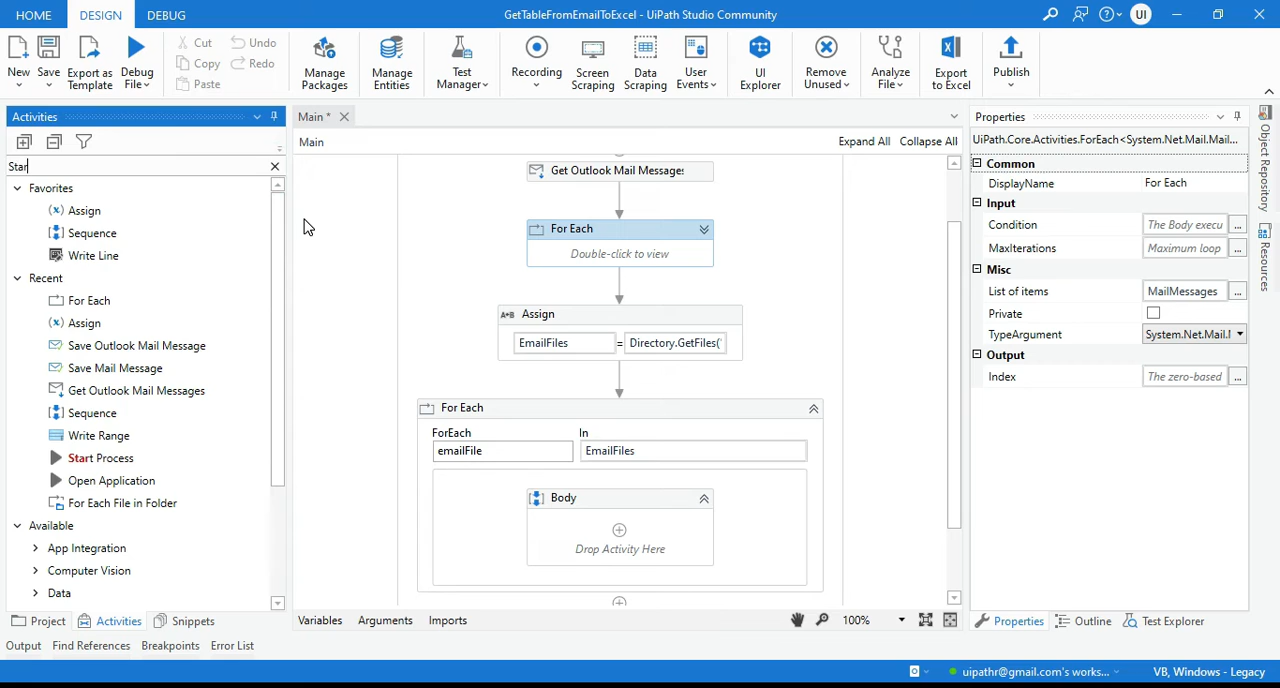 HOME DESIGN DEBUG GetTableFromEmailToExcel - UiPath Studio Community UI
New Save Export as Template Debug File Cut Copy Paste Undo Redo Manage Packages Manage Entities Test Manager Recording Screen Scraping Data Scraping User Events UI Explorer Remove Unused Analyze File Export to Excel Publish
Activities
Star
Favorites
Assign
Sequence
Write Line
Recent
For Each
Assign
Save Outlook Mail Message
Save Mail Message
Get Outlook Mail Messages
Sequence
Write Range
Start Process
Open Application
For Each File in Folder
Available
App Integration
Computer Vision
Data
Project Activities Snippets
Main *
Main Expand All Collapse All
Get Outlook Mail Messages
For Each
Double-click to view
A*B Assign
EmailFiles = Directory.GetFiles('
For Each
ForEach In
emailFile EmailFiles
Body
Drop Activity Here
Variables Arguments Imports 100%
Properties
UiPath.Core.Activities.ForEach<System.Net.Mail.Mail...
Common
DisplayName For Each
Input
Condition The Body execu ...
MaxIterations Maximum loop ...
Misc
List of items MailMessages ...
Private
TypeArgument System.Net.Mail.I
Output
Index The zero-based ...
Properties Outline Test Explorer
Object Repository
Resources
Output Find References Breakpoints Error List
uipathr@gmail.com's works... VB, Windows - Legacy